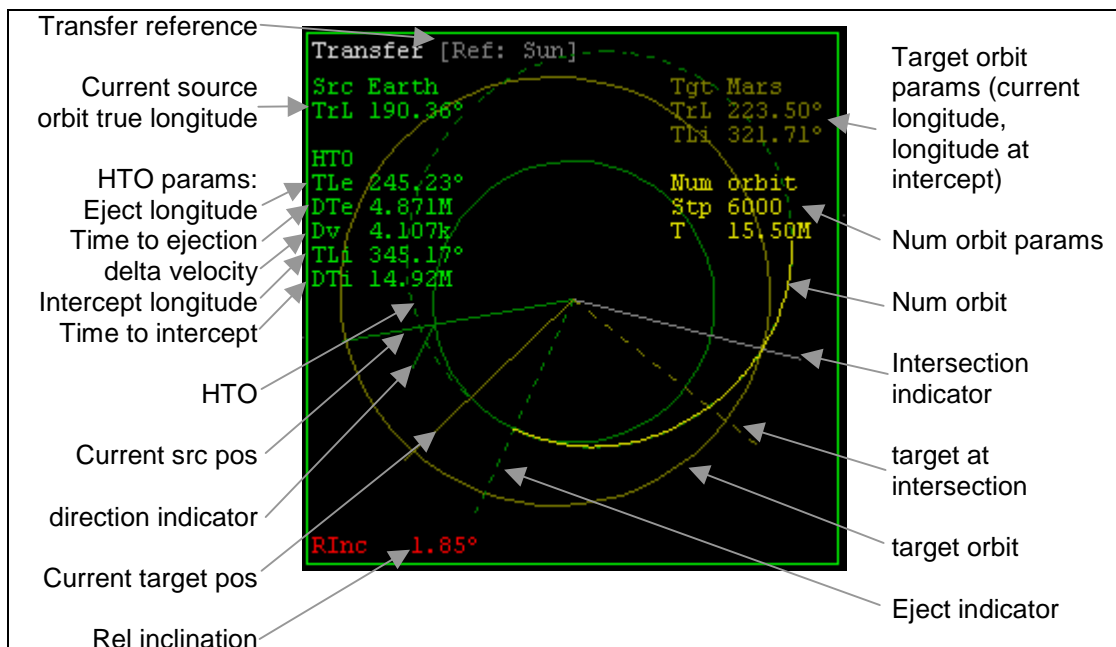 Transfer reference
Current source
orbit true longitude
HTO params:
Eject longitude
Time to ejection
delta velocity
Intercept longitude
Time to intercept
HTO
Current src pos
direction indicator
Current target pos
Rel inclination
Transfer [Ref: Sun]
Src Earth
TrL 190.36°
HTO
TLe 245.23°
DTe 4.871M
Dv 4.107k
TLi 345.17°
DTi 14.92M
Tgt Mars
TrL 223.50°
TLi 321.71°
Num orbit
Stp 6000
T 15.50M
RInc 1.85°
Target orbit
params (current
longitude,
longitude at
intercept)
Num orbit params
Num orbit
Intersection
indicator
target at
intersection
target orbit
Eject indicator